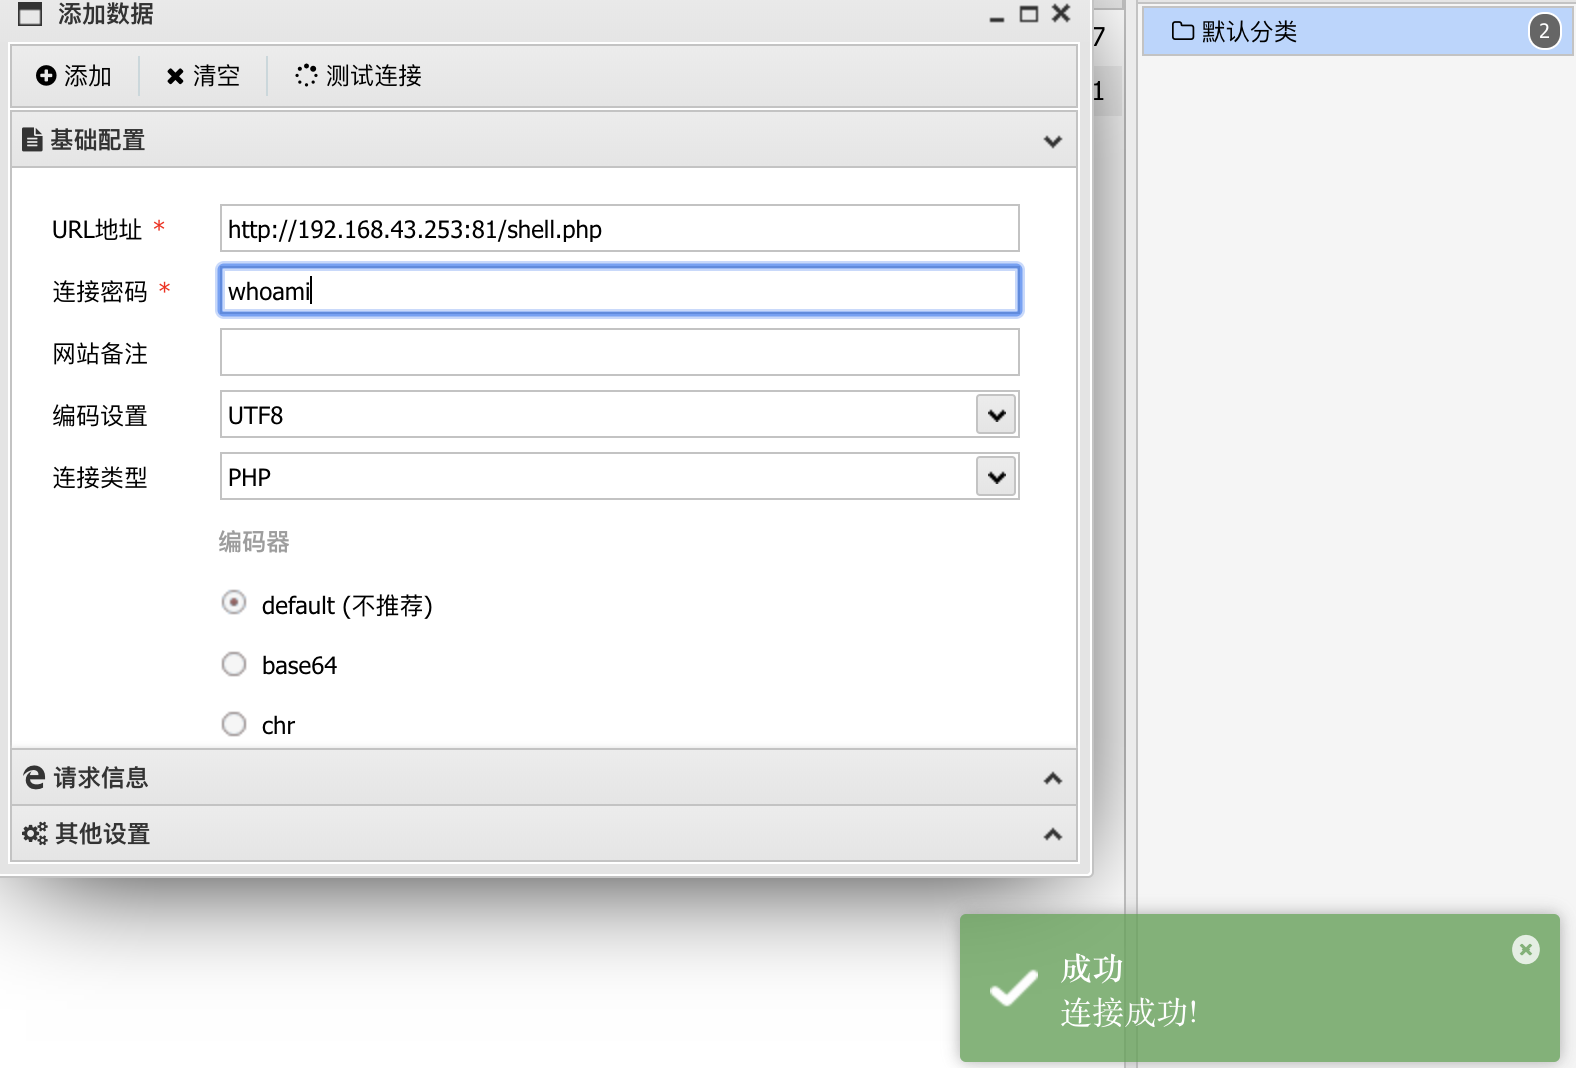 添加数据
添加 清空 测试连接
基础配置
URL地址 * http://192.168.43.253:81/shell.php
连接密码 * whoami
网站备注
编码设置 UTF8
连接类型 PHP
编码器
default (不推荐)
base64
chr
请求信息
其他设置
7
1
默认分类 2
成功
连接成功!